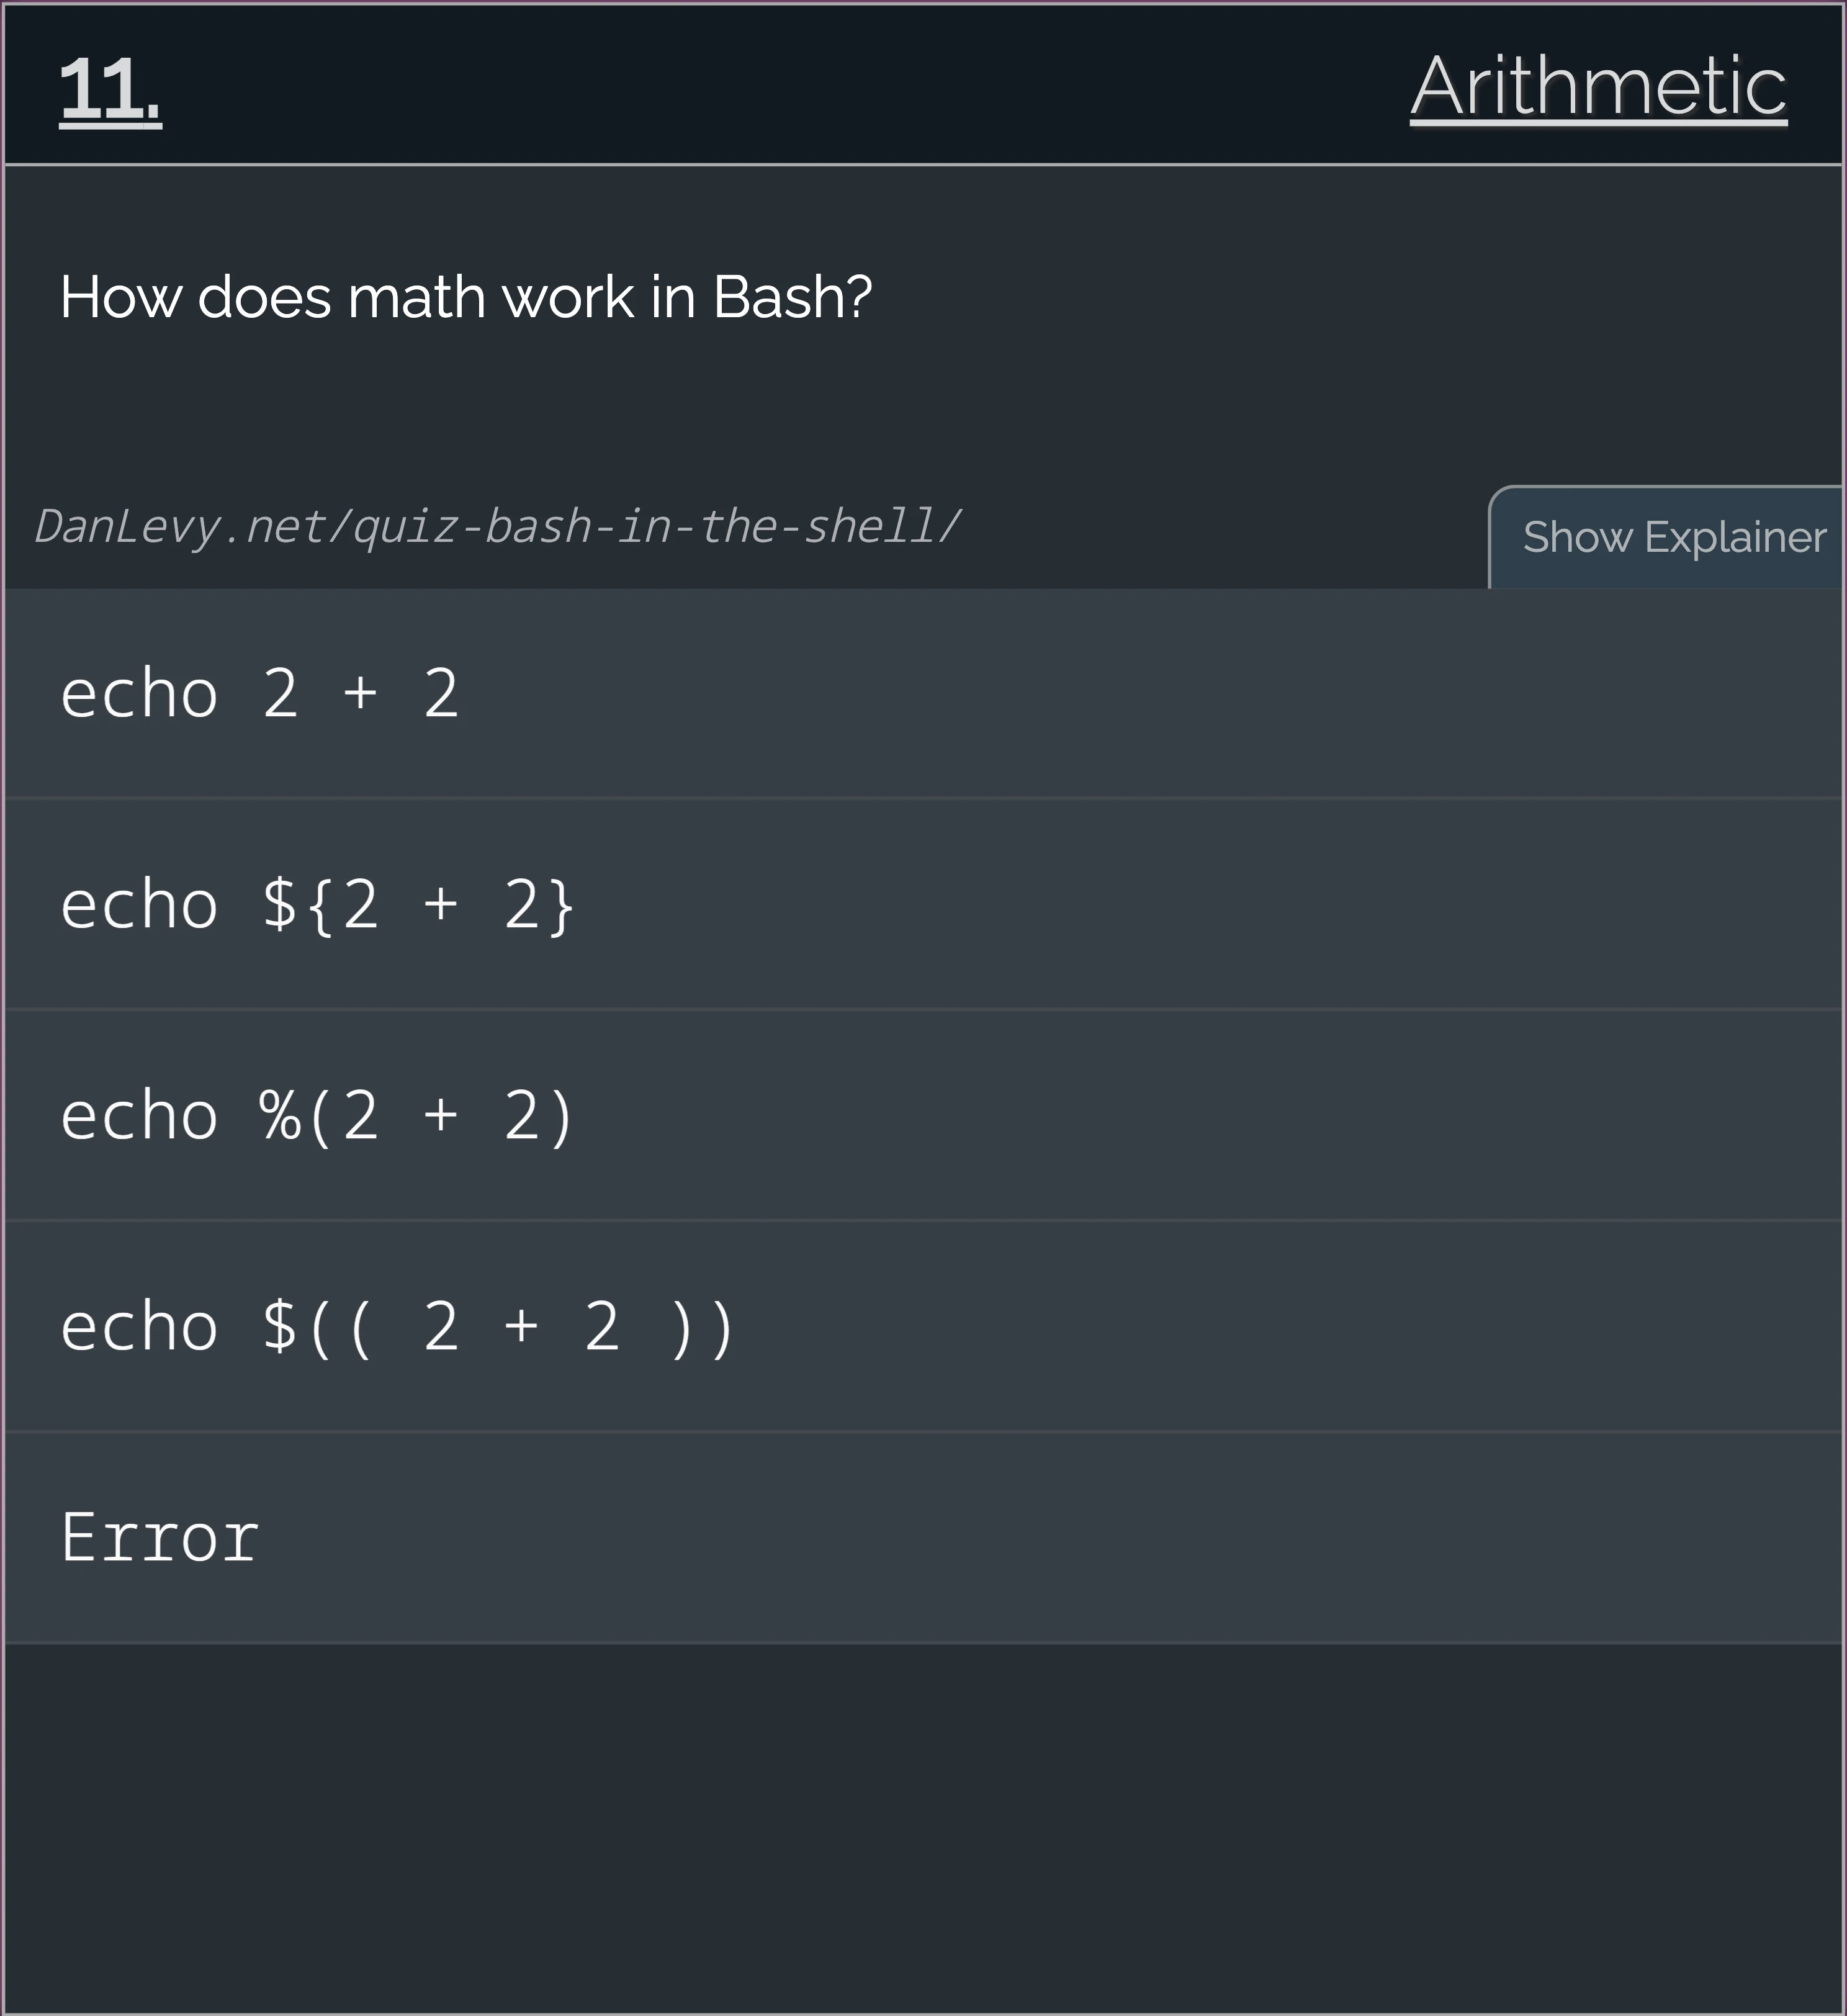 11.
Arithmetic
How does math work in Bash?
DanLevy.net/quiz-bash-in-the-shell/
Show Explainer
echo 2 + 2
echo ${2 + 2}
echo %(2 + 2)
echo $(( 2 + 2 ))
Error